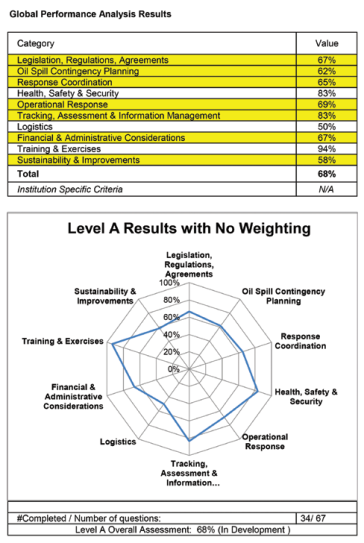 Global Performance Analysis Results
Category Value
Legislation, Regulations, Agreements 67%
Oil Spill Contingency Planning 62%
Response Coordination 65%
Health, Safety & Security 83%
Operational Response 69%
Tracking, Assessment & Information Management 83%
Logistics 50%
Financial & Administrative Considerations 67%
Training & Exercises 94%
Sustainability & Improvements 58%
Total 68%
Institution Specific Criteria N/A
Level A Results with No Weighting
Legislation,
Regulations,
Agreements
Oil Spill Contingency
Planning
Response
Coordination
Health, Safety &
Security
Operational
Response
Tracking,
Assessment &
Information...
Logistics
Financial &
Administrative
Considerations
Training & Exercises
Sustainability &
Improvements
100%
80%
60%
40%
20%
0%
#Completed / Number of questions: 34/ 67
Level A Overall Assessment: 68% (In Development )